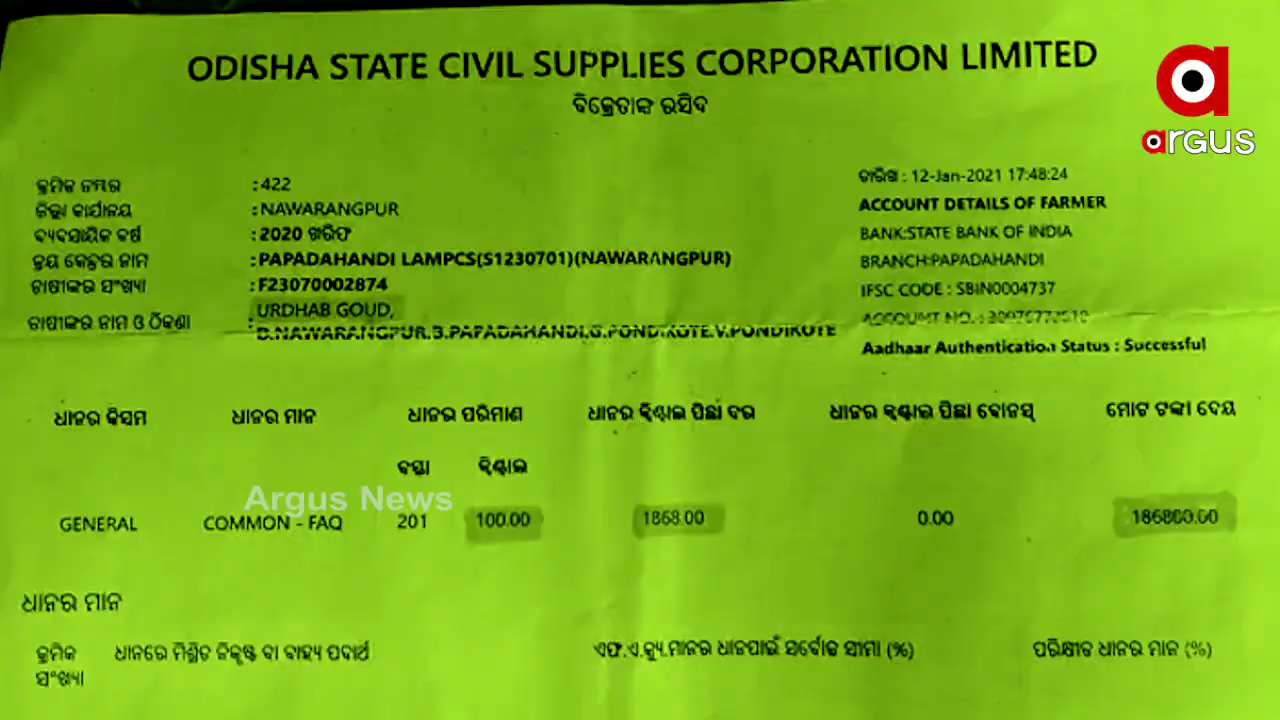 ODISHA STATE CIVIL SUPPLIES CORPORATION LIMITED
ବିକ୍ରେତାଙ୍କ ରସିଦ
argus
କ୍ରମିକ ନମ୍ବର : 422
ଜିଲ୍ଲା କାର୍ଯାଳୟ : NAWARANGPUR
ବ୍ୟବସାୟିକ ବର୍ଷ : 2020 ଖରିଫ
କ୍ରୟ କେନ୍ଦ୍ରର ନାମ : PAPADAHANDI LAMPCS(S1230701)(NAWARANGPUR)
ଚାଷୀଙ୍କର ସଂଖ୍ୟା : F23070002874
ଚାଷୀଙ୍କର ନାମ ଓ ଠିକଣା : URDHAB GOUD,
D.NAWARANGPUR,B.PAPADAHANDI,G.PONDIKOTE,V.PONDIKOTE
ତାରିଖ : 12-Jan-2021 17:48:24
ACCOUNT DETAILS OF FARMER
BANK:STATE BANK OF INDIA
BRANCH:PAPADAHANDI
IFSC CODE : SBIN0004737
ACCOUNT NO. :
Aadhaar Authentication Status : Successful
ଧାନର କିସମ ଧାନର ମାନ ଧାନର ପରିମାଣ ଧାନର କ୍ୱିଣ୍ଟାଲ ପିଛା ଦର ଧାନର କ୍ୱିଣ୍ଟାଲ ପିଛା ବୋନସ୍ ମୋଟ ଟଙ୍କା ଦେୟ
ବସ୍ତା କ୍ୱିଣ୍ଟାଲ
Argus News
GENERAL COMMON - FAQ 201 100.00 1868.00 0.00 186800.00
ଧାନର ମାନ
କ୍ରମିକ ସଂଖ୍ୟା ଧାନରେ ମିଶ୍ରିତ ନିକୃଷ୍ଟ ବା ବାହ୍ୟ ପଦାର୍ଥ ଏଫ.ଏ.କ୍ୟୁ.ମାନର ଧାନପାଇଁ ସର୍ବୋଚ୍ଚ ସୀମା (%) ପରିକ୍ଷୀତ ଧାନର ମାନ (%)